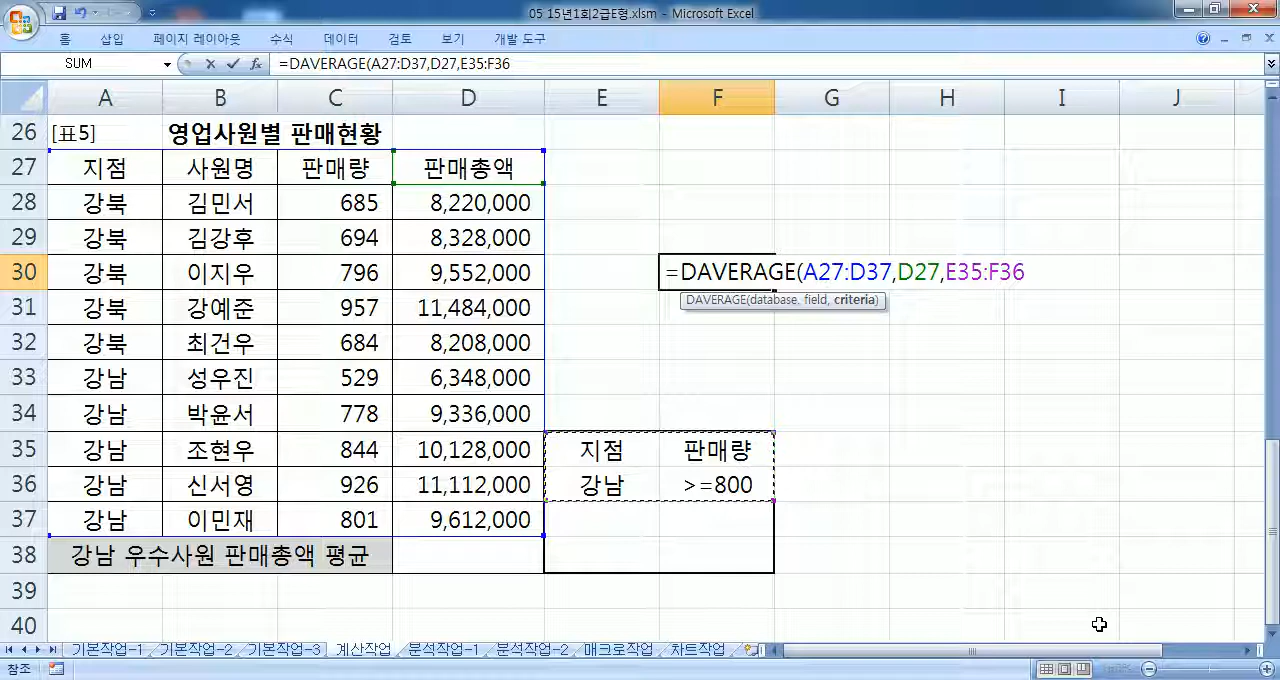 05 15년1회2급E형.xlsm - Microsoft Excel
홈 삽입 페이지 레이아웃 수식 데이터 검토 보기 개발 도구
SUM =DAVERAGE(A27:D37,D27,E35:F36
A B C D E F G H I J
26 [표5] 영업사원별 판매현황
27 지점 사원명 판매량 판매총액
28 강북 김민서 685 8,220,000
29 강북 김강후 694 8,328,000
30 강북 이지우 796 9,552,000 =DAVERAGE(A27:D37,D27,E35:F36
DAVERAGE(database, field, criteria)
31 강북 강예준 957 11,484,000
32 강북 최건우 684 8,208,000
33 강남 성우진 529 6,348,000
34 강남 박윤서 778 9,336,000
35 강남 조현우 844 10,128,000 지점 판매량
36 강남 신서영 926 11,112,000 강남 >=800
37 강남 이민재 801 9,612,000
38 강남 우수사원 판매총액 평균
39
40
기본작업-1 기본작업-2 기본작업-3 계산작업 분석작업-1 분석작업-2 매크로작업 차트작업
참조